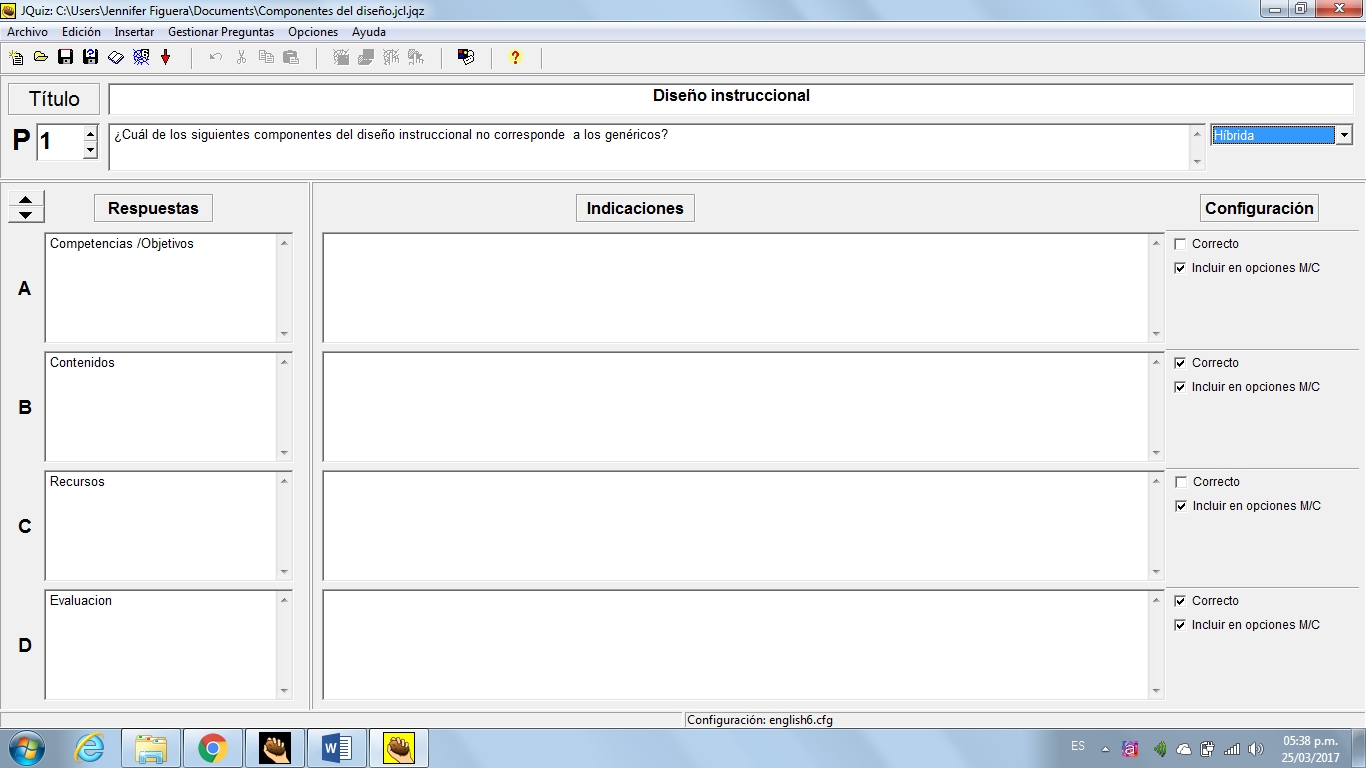 JQuiz: C:\Users\Jennifer Figuera\Documents\Componentes del diseño.jcl.jqz
Archivo Edición Insertar Gestionar Preguntas Opciones Ayuda
Título
Diseño instruccional
P 1
¿Cuál de los siguientes componentes del diseño instruccional no corresponde  a los genéricos?
Híbrida
Respuestas
Indicaciones
Configuración
A
Competencias /Objetivos
Correcto
Incluir en opciones M/C
B
Contenidos
Correcto
Incluir en opciones M/C
C
Recursos
Correcto
Incluir en opciones M/C
D
Evaluacion
Correcto
Incluir en opciones M/C
Configuración: english6.cfg
ES
05:38 p.m.
25/03/2017